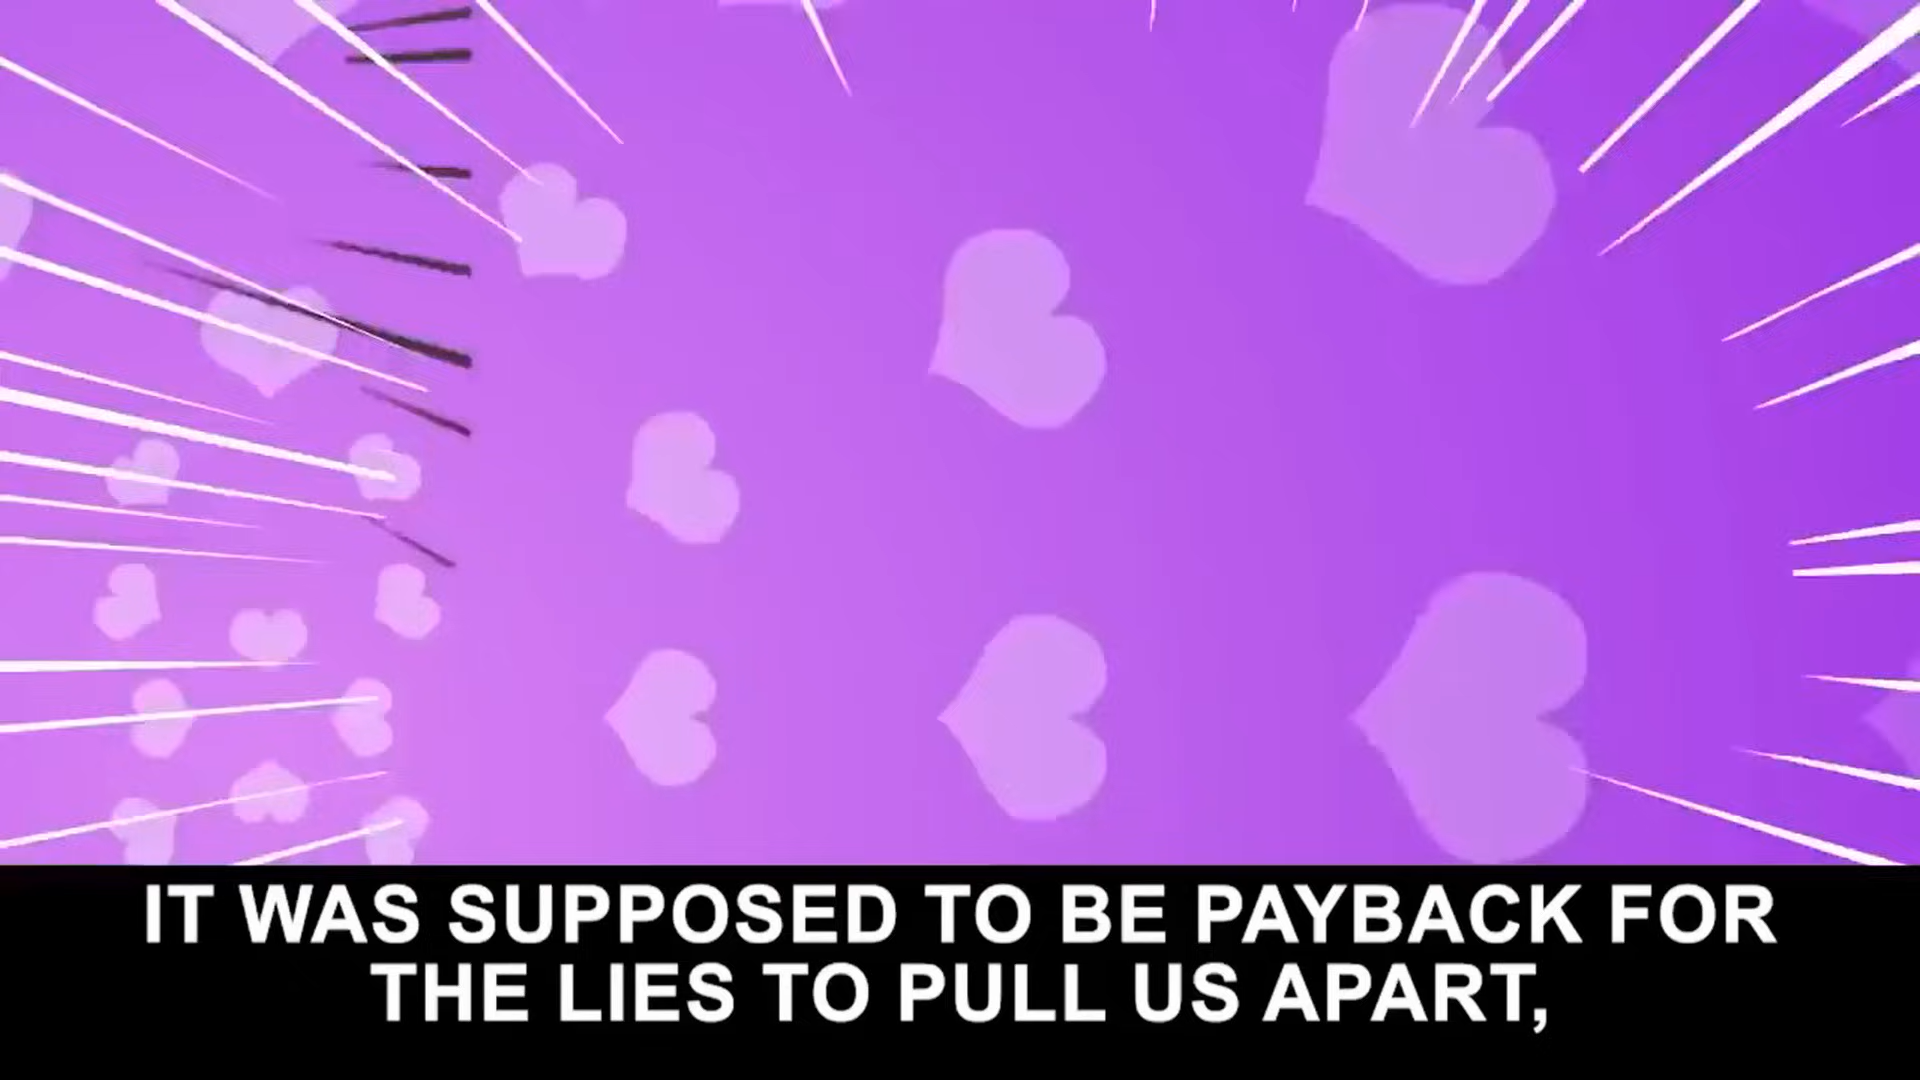 IT WAS SUPPOSED TO BE PAYBACK FOR
THE LIES TO PULL US APART,